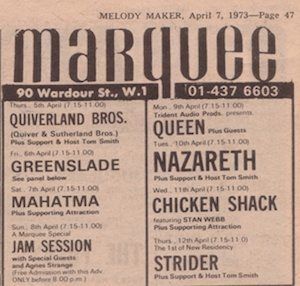 MELODY MAKER, April 7, 1973—Page 47
marquee
90 Wardour St., W.1 01-437 6603
Thurs., 5th April (7.15-11.00)
QUIVERLAND BROS.
(Quiver & Sutherland Bros.)
Plus Support & Host Tom Smith
Fri., 6th April (7.15-11.00)
GREENSLADE
See panel below
Sat., 7th April (7.15-11.00)
MAHATMA
Plus Supporting Attraction
Sun., 8th April (7.15-11.00)
A Marquee Special
JAM SESSION
with Special Guests
and Agnes Strange
(Free Admission with this Adv.
ONLY before 8.00 p.m.)
Mon., 9th April (7.15-11.00)
Trident Audio Prods. presents
QUEEN Plus Guests
Tues., 10th April (7.15-11.00)
NAZARETH
Plus Support & Host Tom Smith
Wed., 11th April (7.15-11.00)
CHICKEN SHACK
featuring STAN WEBB
Plus Supporting Attraction
Thurs., 12th April (7.15-11.0)
The 1st of New Residency
STRIDER
Plus Support & Host Tom Smith